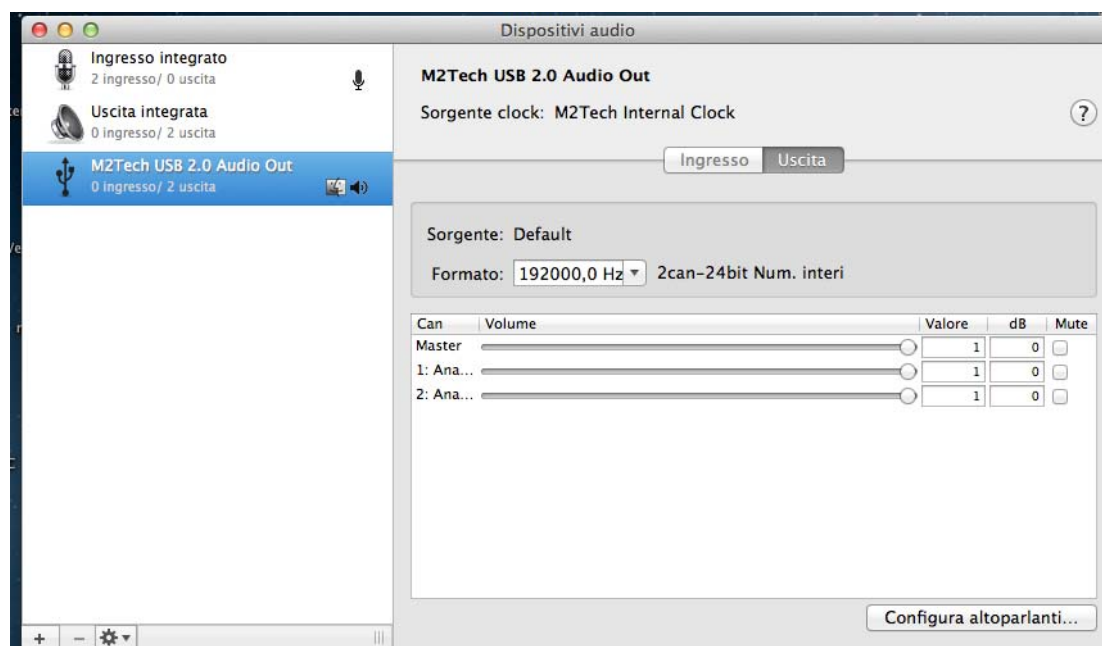 Dispositivi audio
Ingresso integrato
2 ingresso/ 0 uscita
Uscita integrata
0 ingresso/ 2 uscita
M2Tech USB 2.0 Audio Out
0 ingresso/ 2 uscita
M2Tech USB 2.0 Audio Out
Sorgente clock: M2Tech Internal Clock
?
Ingresso Uscita
Sorgente: Default
Formato: 192000,0 Hz 2can-24bit Num. interi
Can Volume Valore dB Mute
Master 1 0
1: Ana... 1 0
2: Ana... 1 0
Configura altoparlanti...
+ −